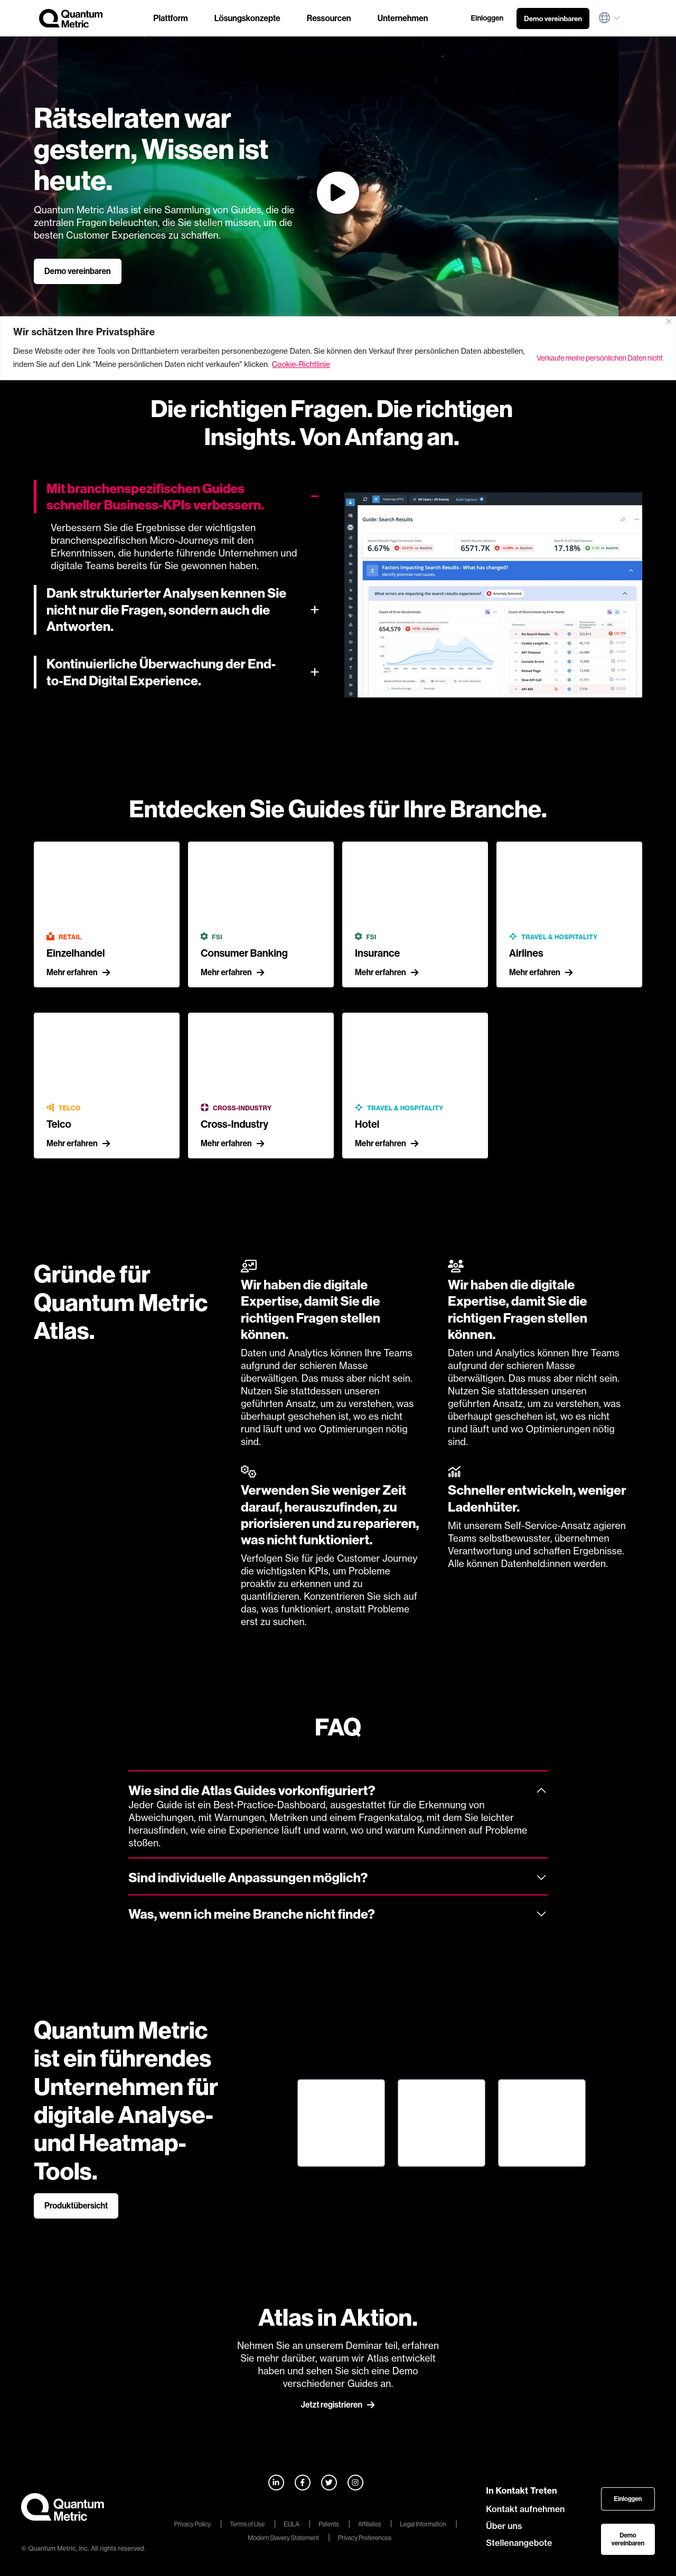 Quantum Metric
Plattform
Lösungskonzepte
Ressourcen
Unternehmen
Einloggen
Demo vereinbaren
Rätselraten war
gestern, Wissen ist
heute.
Quantum Metric Atlas ist eine Sammlung von Guides, die die
zentralen Fragen beleuchten, die Sie stellen müssen, um die
besten Customer Experiences zu schaffen.
Demo vereinbaren
Wir schätzen Ihre Privatsphäre
Diese Website oder ihre Tools von Drittanbietern verarbeiten personenbezogene Daten. Sie können den Verkauf Ihrer persönlichen Daten abbestellen,
indem Sie auf den Link "Meine persönlichen Daten nicht verkaufen" klicken. Cookie-Richtlinie
Verkaufe meine persönlichen Daten nicht
Die richtigen Fragen. Die richtigen
Insights. Von Anfang an.
Mit branchenspezifischen Guides
schneller Business-KPIs verbessern.
Verbessern Sie die Ergebnisse der wichtigsten
branchenspezifischen Micro-Journeys mit den
Erkenntnissen, die hunderte führende Unternehmen und
digitale Teams bereits für Sie gewonnen haben.
Dank strukturierter Analysen kennen Sie
nicht nur die Fragen, sondern auch die
Antworten.
Kontinuierliche Überwachung der End-
to-End Digital Experience.
Guide: Search Results
6.67%
6571.7K
17.18%
Factors Impacting Search Results - What has changed?
What errors are impacting the search results experience?
Anomaly Detected
654,579
No Search Results
API Timeout
Console Errors
Reload Page
Slow API Call
Entdecken Sie Guides für Ihre Branche.
RETAIL
Einzelhandel
Mehr erfahren
FSI
Consumer Banking
Mehr erfahren
FSI
Insurance
Mehr erfahren
TRAVEL & HOSPITALITY
Airlines
Mehr erfahren
TELCO
Telco
Mehr erfahren
CROSS-INDUSTRY
Cross-Industry
Mehr erfahren
TRAVEL & HOSPITALITY
Hotel
Mehr erfahren
Gründe für
Quantum Metric
Atlas.
Wir haben die digitale
Expertise, damit Sie die
richtigen Fragen stellen
können.
Daten und Analytics können Ihre Teams
aufgrund der schieren Masse
überwältigen. Das muss aber nicht sein.
Nutzen Sie stattdessen unseren
geführten Ansatz, um zu verstehen, was
überhaupt geschehen ist, wo es nicht
rund läuft und wo Optimierungen nötig
sind.
Wir haben die digitale
Expertise, damit Sie die
richtigen Fragen stellen
können.
Daten und Analytics können Ihre Teams
aufgrund der schieren Masse
überwältigen. Das muss aber nicht sein.
Nutzen Sie stattdessen unseren
geführten Ansatz, um zu verstehen, was
überhaupt geschehen ist, wo es nicht
rund läuft und wo Optimierungen nötig
sind.
Verwenden Sie weniger Zeit
darauf, herauszufinden, zu
priorisieren und zu reparieren,
was nicht funktioniert.
Verfolgen Sie für jede Customer Journey
die wichtigsten KPIs, um Probleme
proaktiv zu erkennen und zu
quantifizieren. Konzentrieren Sie sich auf
das, was funktioniert, anstatt Probleme
erst zu suchen.
Schneller entwickeln, weniger
Ladenhüter.
Mit unserem Self-Service-Ansatz agieren
Teams selbstbewusster, übernehmen
Verantwortung und schaffen Ergebnisse.
Alle können Datenheld:innen werden.
FAQ
Wie sind die Atlas Guides vorkonfiguriert?
Jeder Guide ist ein Best-Practice-Dashboard, ausgestattet für die Erkennung von
Abweichungen, mit Warnungen, Metriken und einem Fragenkatalog, mit dem Sie leichter
herausfinden, wie eine Experience läuft und wann, wo und warum Kund:innen auf Probleme
stoßen.
Sind individuelle Anpassungen möglich?
Was, wenn ich meine Branche nicht finde?
Quantum Metric
ist ein führendes
Unternehmen für
digitale Analyse-
und Heatmap-
Tools.
Produktübersicht
Atlas in Aktion.
Nehmen Sie an unserem Deminar teil, erfahren
Sie mehr darüber, warum wir Atlas entwickelt
haben und sehen Sie sich eine Demo
verschiedener Guides an.
Jetzt registrieren
Quantum Metric
© Quantum Metric, Inc. All rights reserved.
Privacy Policy | Terms of Use | EULA | Patents | Affiliates | Legal Information |
Modern Slavery Statement | Privacy Preferences
In Kontakt Treten
Kontakt aufnehmen
Über uns
Stellenangebote
Einloggen
Demo
vereinbaren